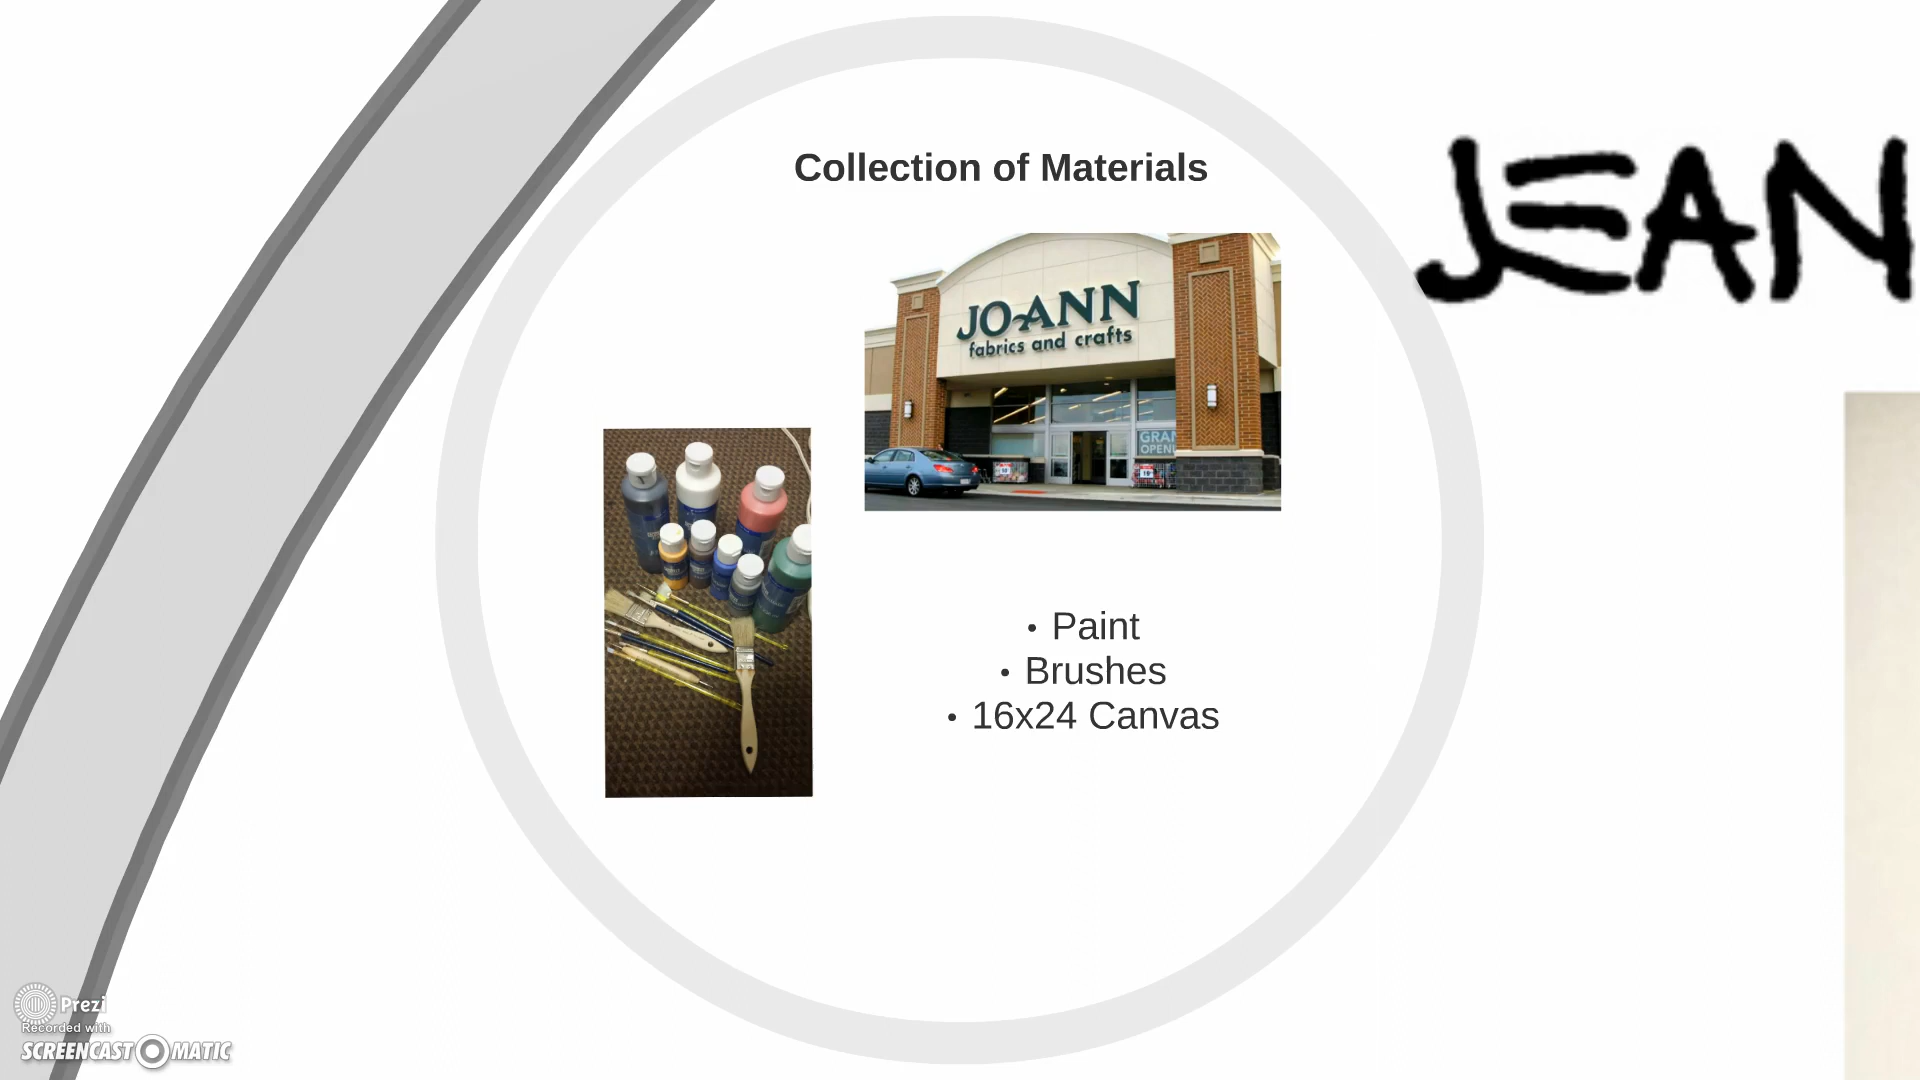 Collection of Materials
JEAN
JO-ANN
fabrics and crafts
GRAN
OPENI
• Paint
• Brushes
• 16x24 Canvas
Prezi
Recorded with
SCREENCAST MATIC